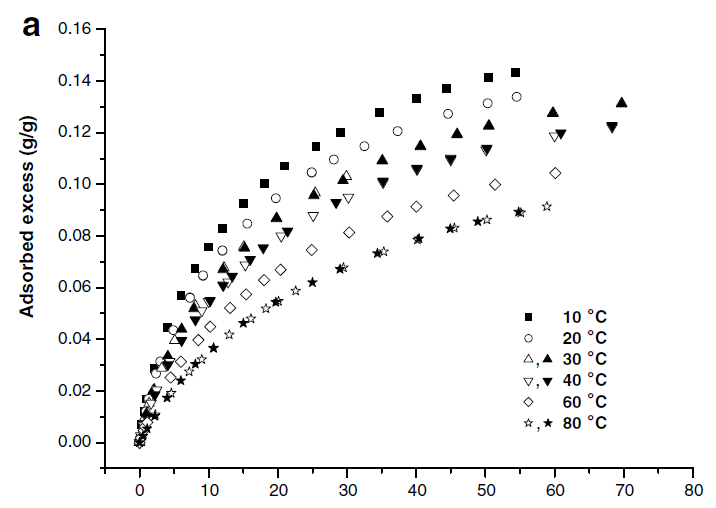 a
0.16
0.14
0.12
0.10
0.08
0.06
0.04
0.02
0.00
Adsorbed excess (g/g)
10 °C
20 °C
, 30 °C
, 40 °C
60 °C
, 80 °C
0 10 20 30 40 50 60 70 80